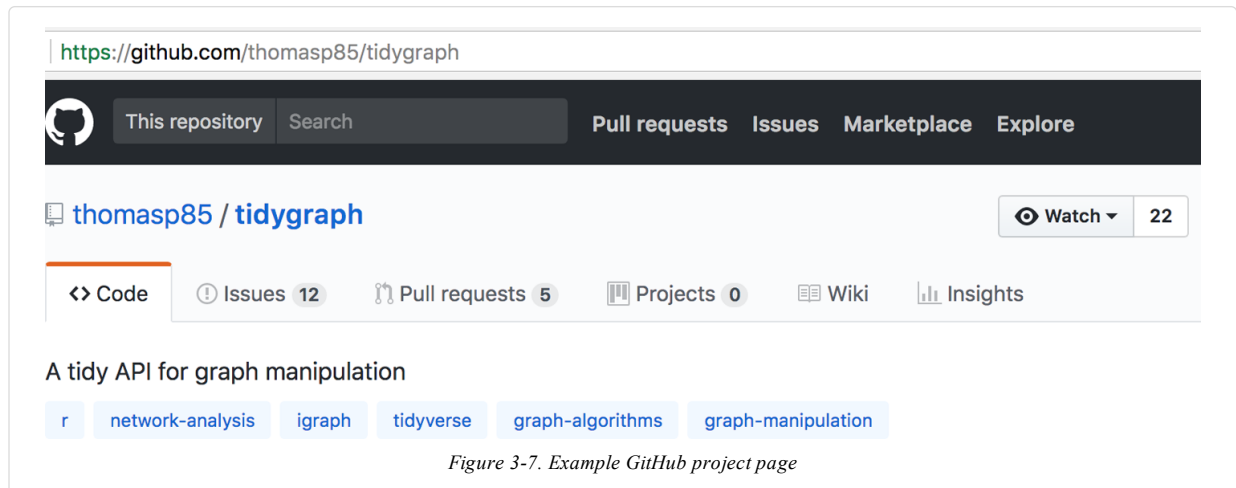 https://github.com/thomasp85/tidygraph
This repository Search Pull requests Issues Marketplace Explore
thomasp85 / tidygraph Watch 22
<> Code Issues 12 Pull requests 5 Projects 0 Wiki Insights
A tidy API for graph manipulation
r network-analysis igraph tidyverse graph-algorithms graph-manipulation
Figure 3-7. Example GitHub project page